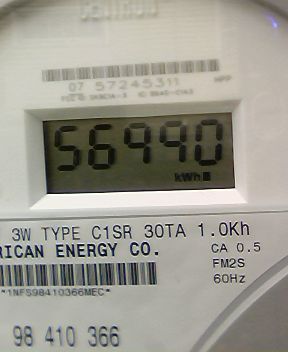 07 57245311
56990
kWh
3W TYPE C1SR 30TA 1.0Kh
RICAN ENERGY CO.
CA 0.5
FM2S
60Hz
*1NFS98410366MEC*
98 410 366